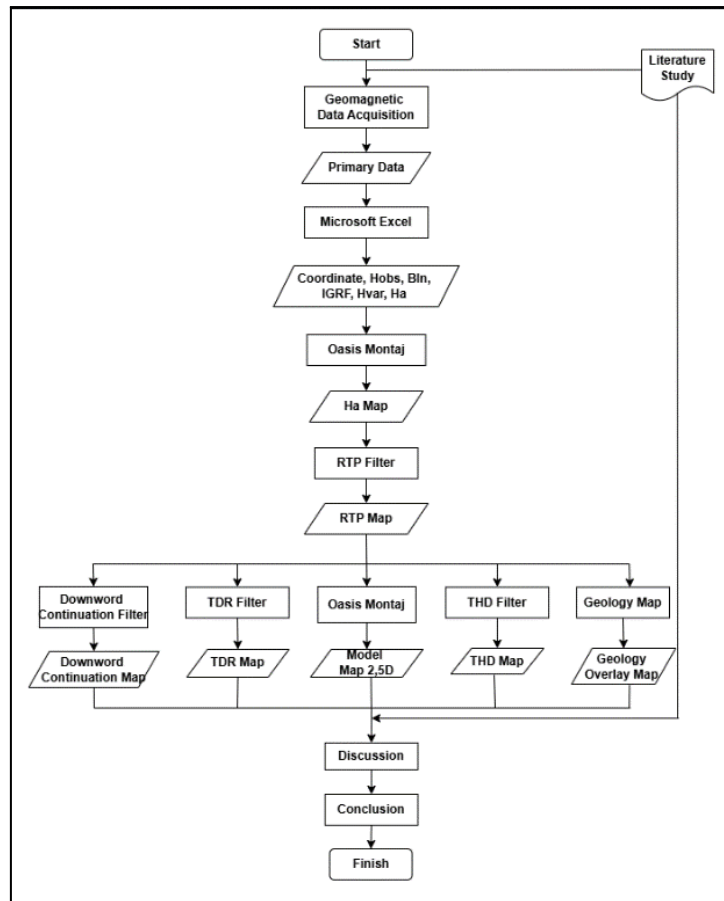 Start
Literature
Study
Geomagnetic
Data Acquisition
Primary Data
Microsoft Excel
Coordinate, Hobs, Bln,
IGRF, Hvar, Ha
Oasis Montaj
Ha Map
RTP Filter
RTP Map
Downword
Continuation Filter
TDR Filter
Oasis Montaj
THD Filter
Geology Map
Downword
Continuation Map
TDR Map
Model
Map 2,5D
THD Map
Geology
Overlay Map
Discussion
Conclusion
Finish